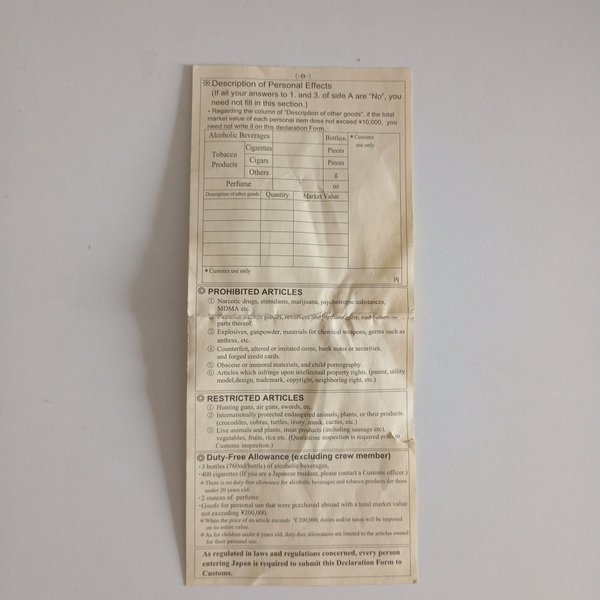 (-B-)
※Description of Personal Effects
(If all your answers to 1. and 3. of side A are "No", you
need not fill in this section.)
* Regarding the column of "Description of other goods", if the total
market value of each personal item does not exceed ¥10,000, you
need not write it on this declaration Form.
Alcoholic Beverages Bottles *Customs
use only
Tobacco
Products
Cigarettes Pieces
Cigars Pieces
Others g
Perfume oz
Description of other goods Quantity Market Value
*Customs use only
円
◎ PROHIBITED ARTICLES
① Narcotic drugs, stimulants, marijuana, psychotropic substances,
MDMA etc.
② pistols, revolvers and machine guns, and
parts thereof.
③ Explosives, gunpowder, materials for chemical weapons, germs such as
anthrax, etc.
④ Counterfeit, altered or imitated coins, bank notes or securities,
and forged credit cards.
⑤ Obscene or immoral materials, and child pornography.
⑥ Articles which infringe upon intellectual property rights. (patent, utility
model,design, trademark, copyright, neighboring right, etc.)
◎ RESTRICTED ARTICLES
① Hunting guns, air guns, swords, etc.
② Internationally protected endangered animals, plants, or their products.
(crocodiles, cobras, turtles, ivory, musk, cactus, etc.)
③ Live animals and plants, meat products (including sausage etc),
vegetables, fruits, rice etc. (Quarantine inspection is required prior to
Customs inspection.)
◎ Duty-Free Allowance (excluding crew member)
・3 bottles (760ml/bottle) of alcoholic beverages.
・400 cigarettes (If you are a Japanese resident, please contact a Customs officer)
※There is no duty-free allowance for alcoholic beverages and tobacco products for those
under 20 years old.
・2 ounces of perfume
・Goods for personal use that were purchased abroad with a total market value
not exceeding ¥200,000.
※When the price of an article exceeds ¥200,000, duties and/or taxes will be imposed
on its entire value.
※As for children under 6 years old, duty-free allowances are limited to the articles owned
for their personal use.
As regulated in laws and regulations concerned, every person
entering Japan is required to submit this Declaration Form to
Customs.